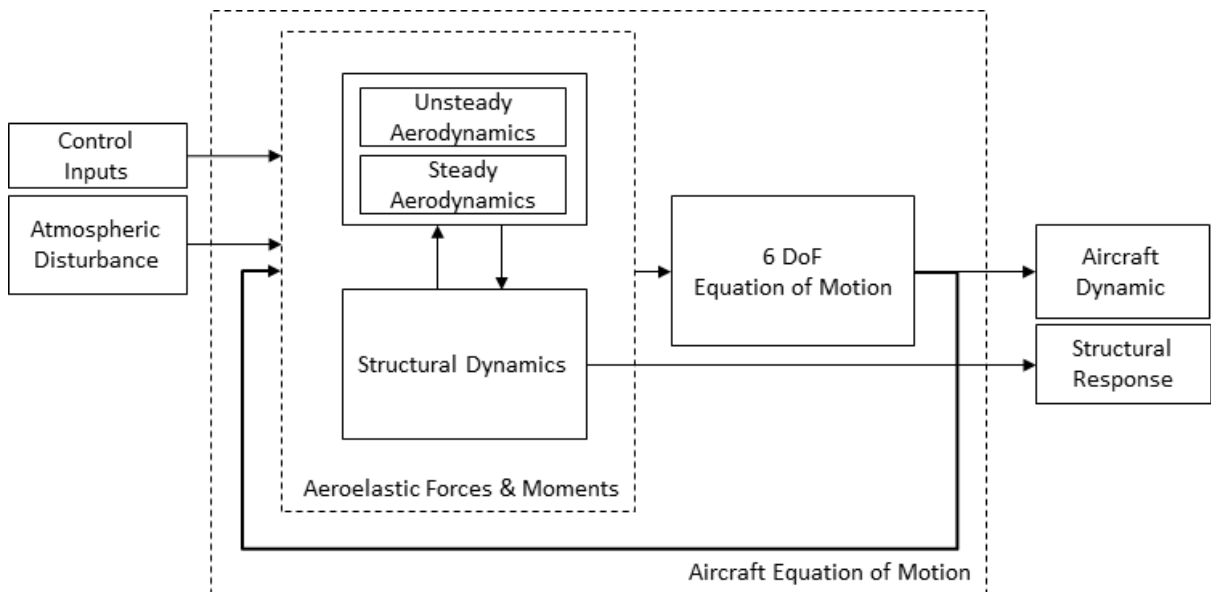 Control
Inputs
Atmospheric
Disturbance
Unsteady
Aerodynamics
Steady
Aerodynamics
Structural Dynamics
Aeroelastic Forces & Moments
6 DoF
Equation of Motion
Aircraft
Dynamic
Structural
Response
Aircraft Equation of Motion